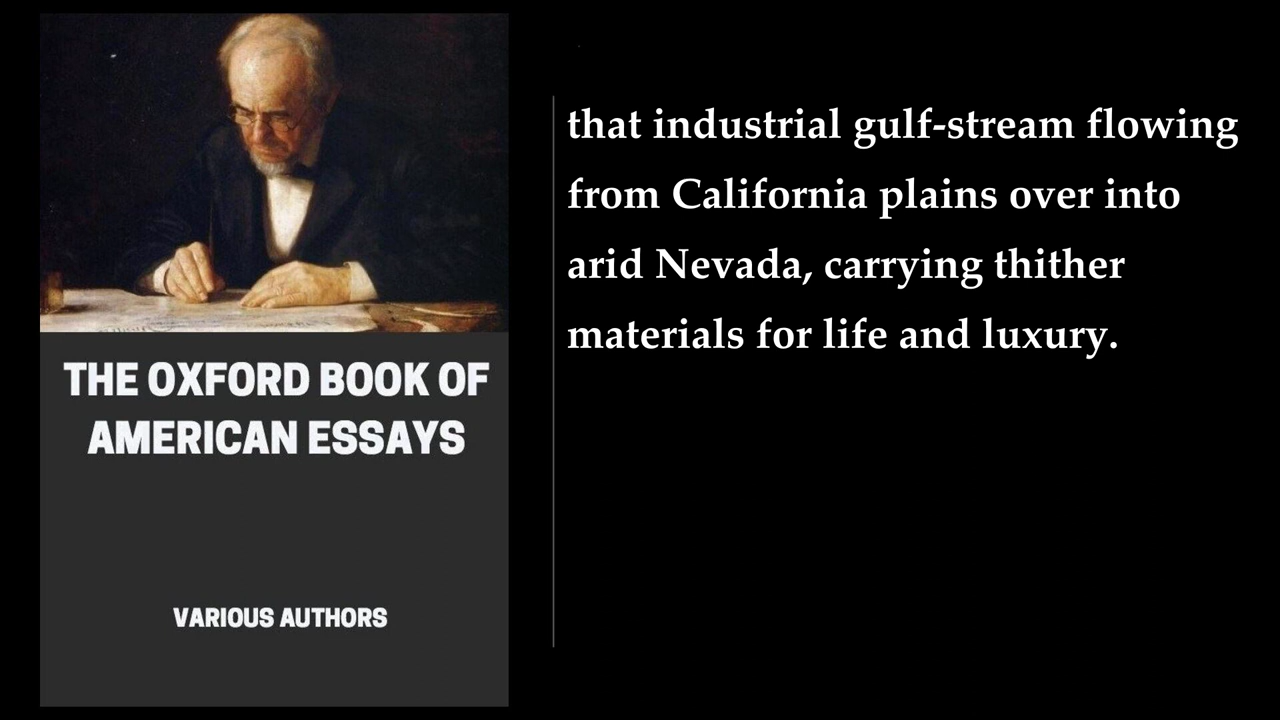 THE OXFORD BOOK OF
AMERICAN ESSAYS
VARIOUS AUTHORS
that industrial gulf-stream flowing
from California plains over into
arid Nevada, carrying thither
materials for life and luxury.